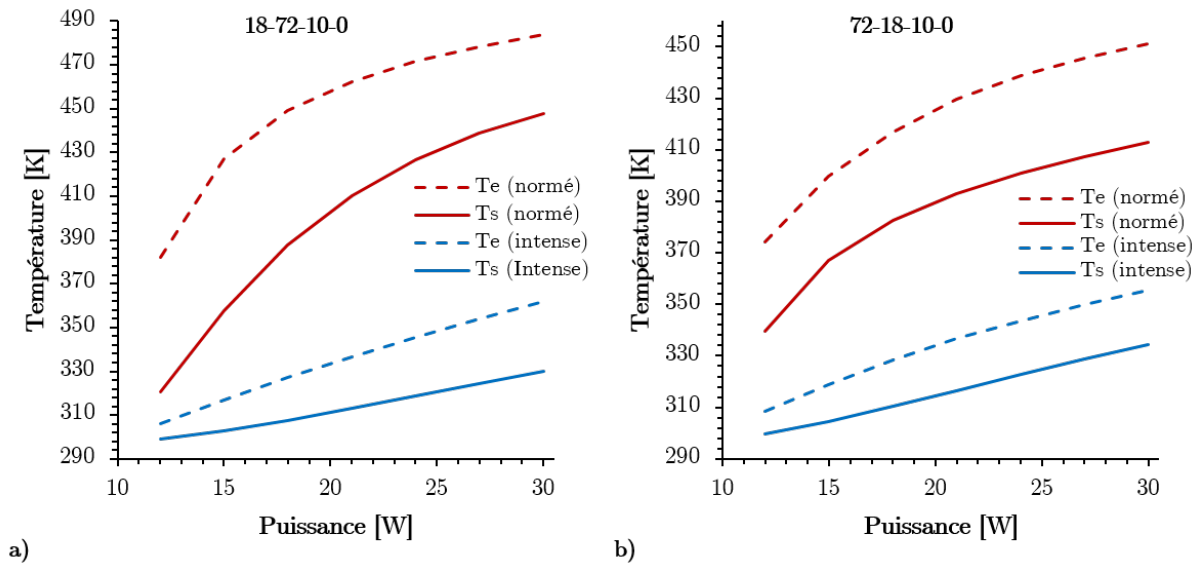 18-72-10-0
490
470
450
430
410
390
370
350
330
310
290
Température [K]
Te (normé)
Ts (normé)
Te (intense)
Ts (Intense)
10
15
20
25
30
Puissance [W]
a)
72-18-10-0
450
430
410
390
370
350
330
310
290
Température [K]
Te (normé)
Ts (normé)
Te (intense)
Ts (intense)
10
15
20
25
30
Puissance [W]
b)